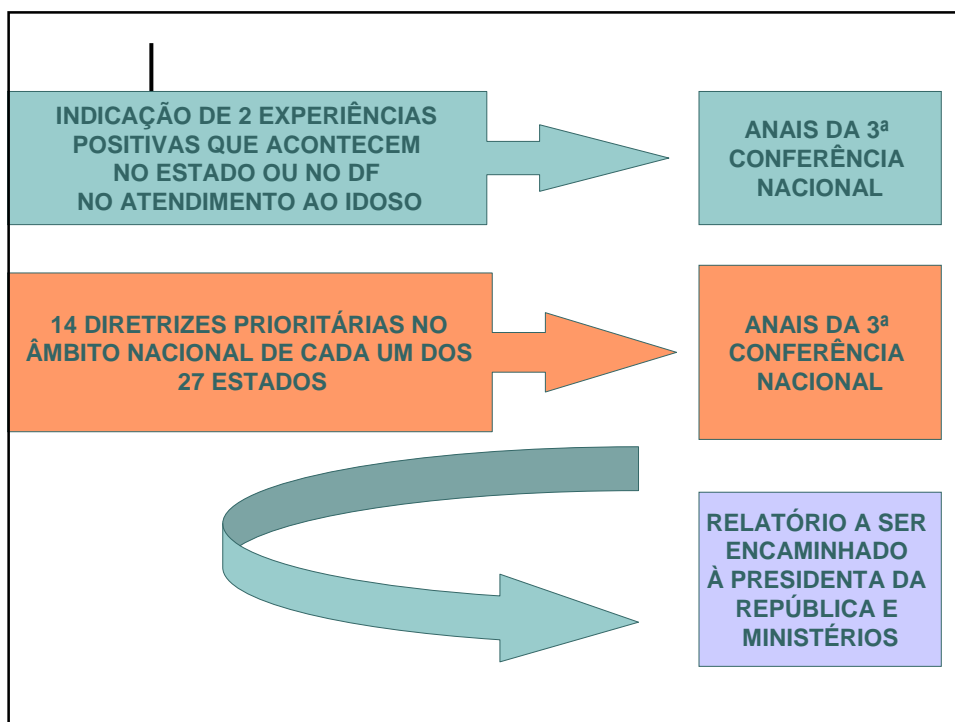 INDICAÇÃO DE 2 EXPERIÊNCIAS
POSITIVAS QUE ACONTECEM
NO ESTADO OU NO DF
NO ATENDIMENTO AO IDOSO
ANAIS DA 3ª
CONFERÊNCIA
NACIONAL
14 DIRETRIZES PRIORITÁRIAS NO
ÂMBITO NACIONAL DE CADA UM DOS
27 ESTADOS
ANAIS DA 3ª
CONFERÊNCIA
NACIONAL
RELATÓRIO A SER
ENCAMINHADO
À PRESIDENTA DA
REPÚBLICA E
MINISTÉRIOS